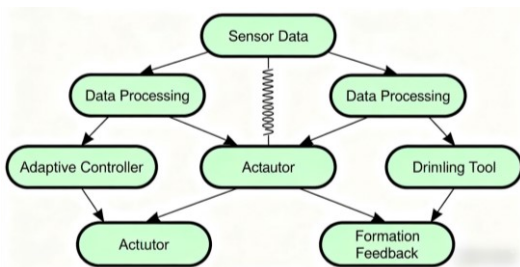 Sensor Data
Data Processing
Data Processing
Adaptive Controller
Actautor
Drimling Tool
Actutor
Formation
Feedback